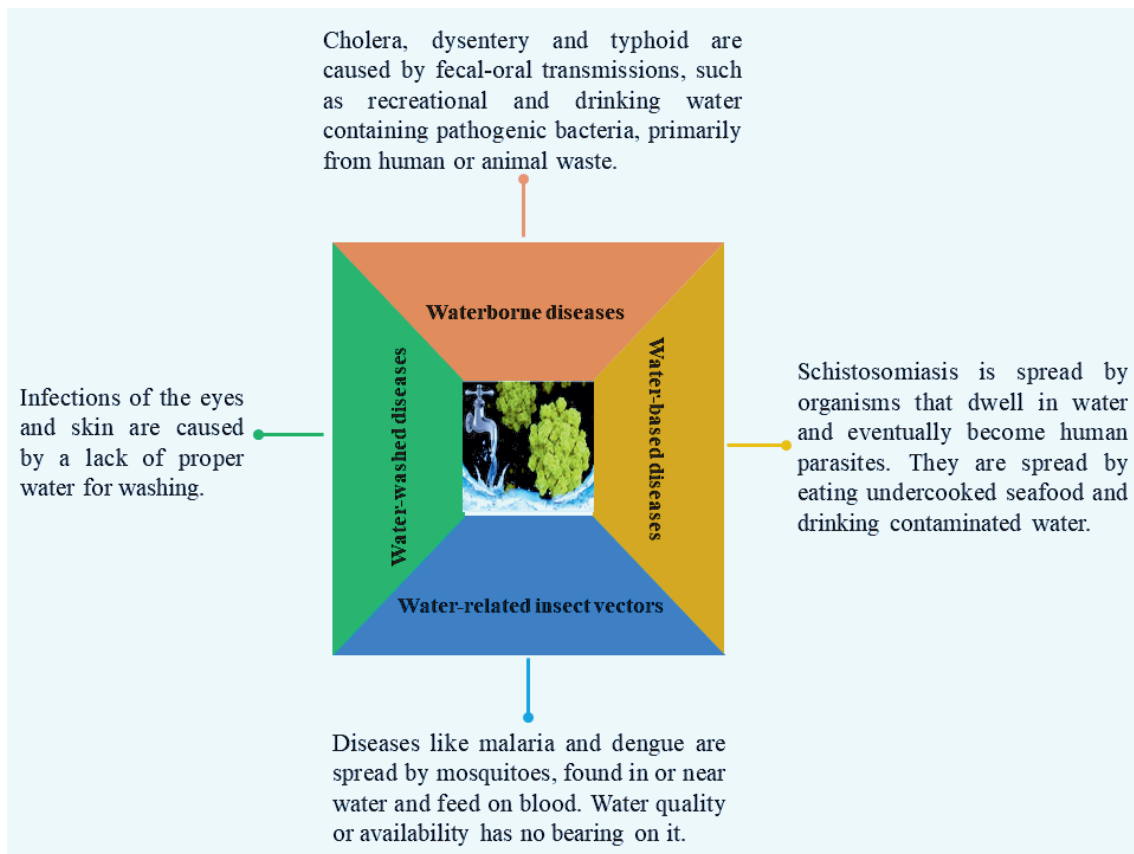 Cholera, dysentery and typhoid are
caused by fecal-oral transmissions, such
as recreational and drinking water
containing pathogenic bacteria, primarily
from human or animal waste.
Waterborne diseases
Water-washed diseases
Water-based diseases
Infections of the eyes
and skin are caused
by a lack of proper
water for washing.
Schistosomiasis is spread by
organisms that dwell in water
and eventually become human
parasites. They are spread by
eating undercooked seafood and
drinking contaminated water.
Water-related insect vectors
Diseases like malaria and dengue are
spread by mosquitoes, found in or near
water and feed on blood. Water quality
or availability has no bearing on it.